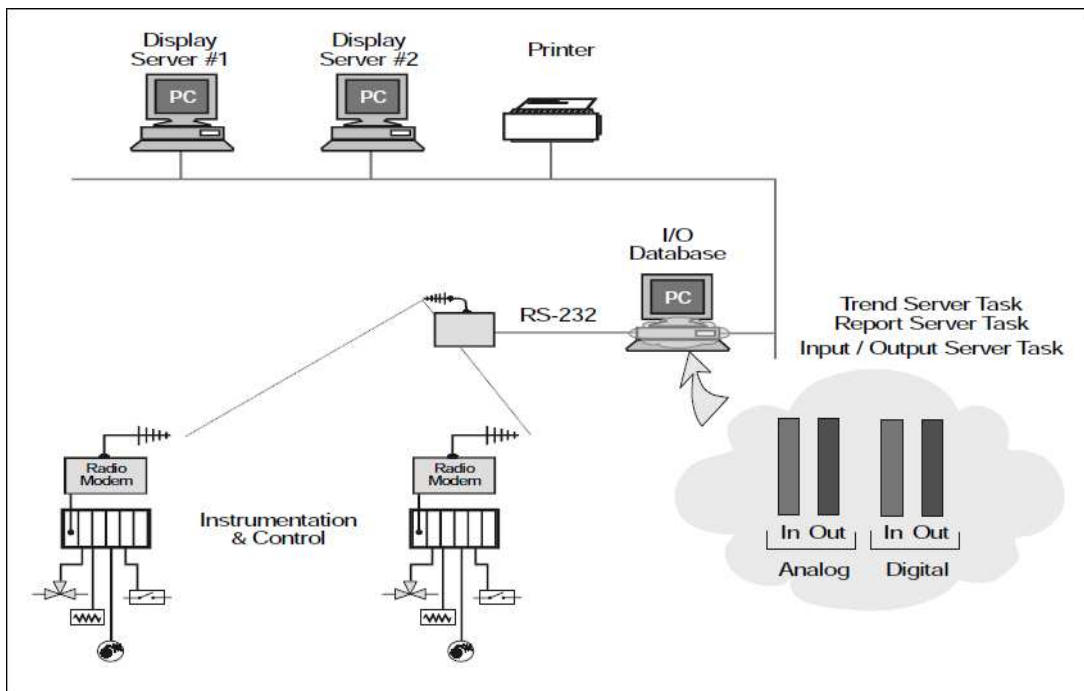 Display
Server #1
Display
Server #2
Printer
PC
PC
I/O
Database
PC
RS-232
Trend Server Task
Report Server Task
Input / Output Server Task
Radio
Modem
Radio
Modem
Instrumentation
& Control
In Out
In Out
Analog
Digital